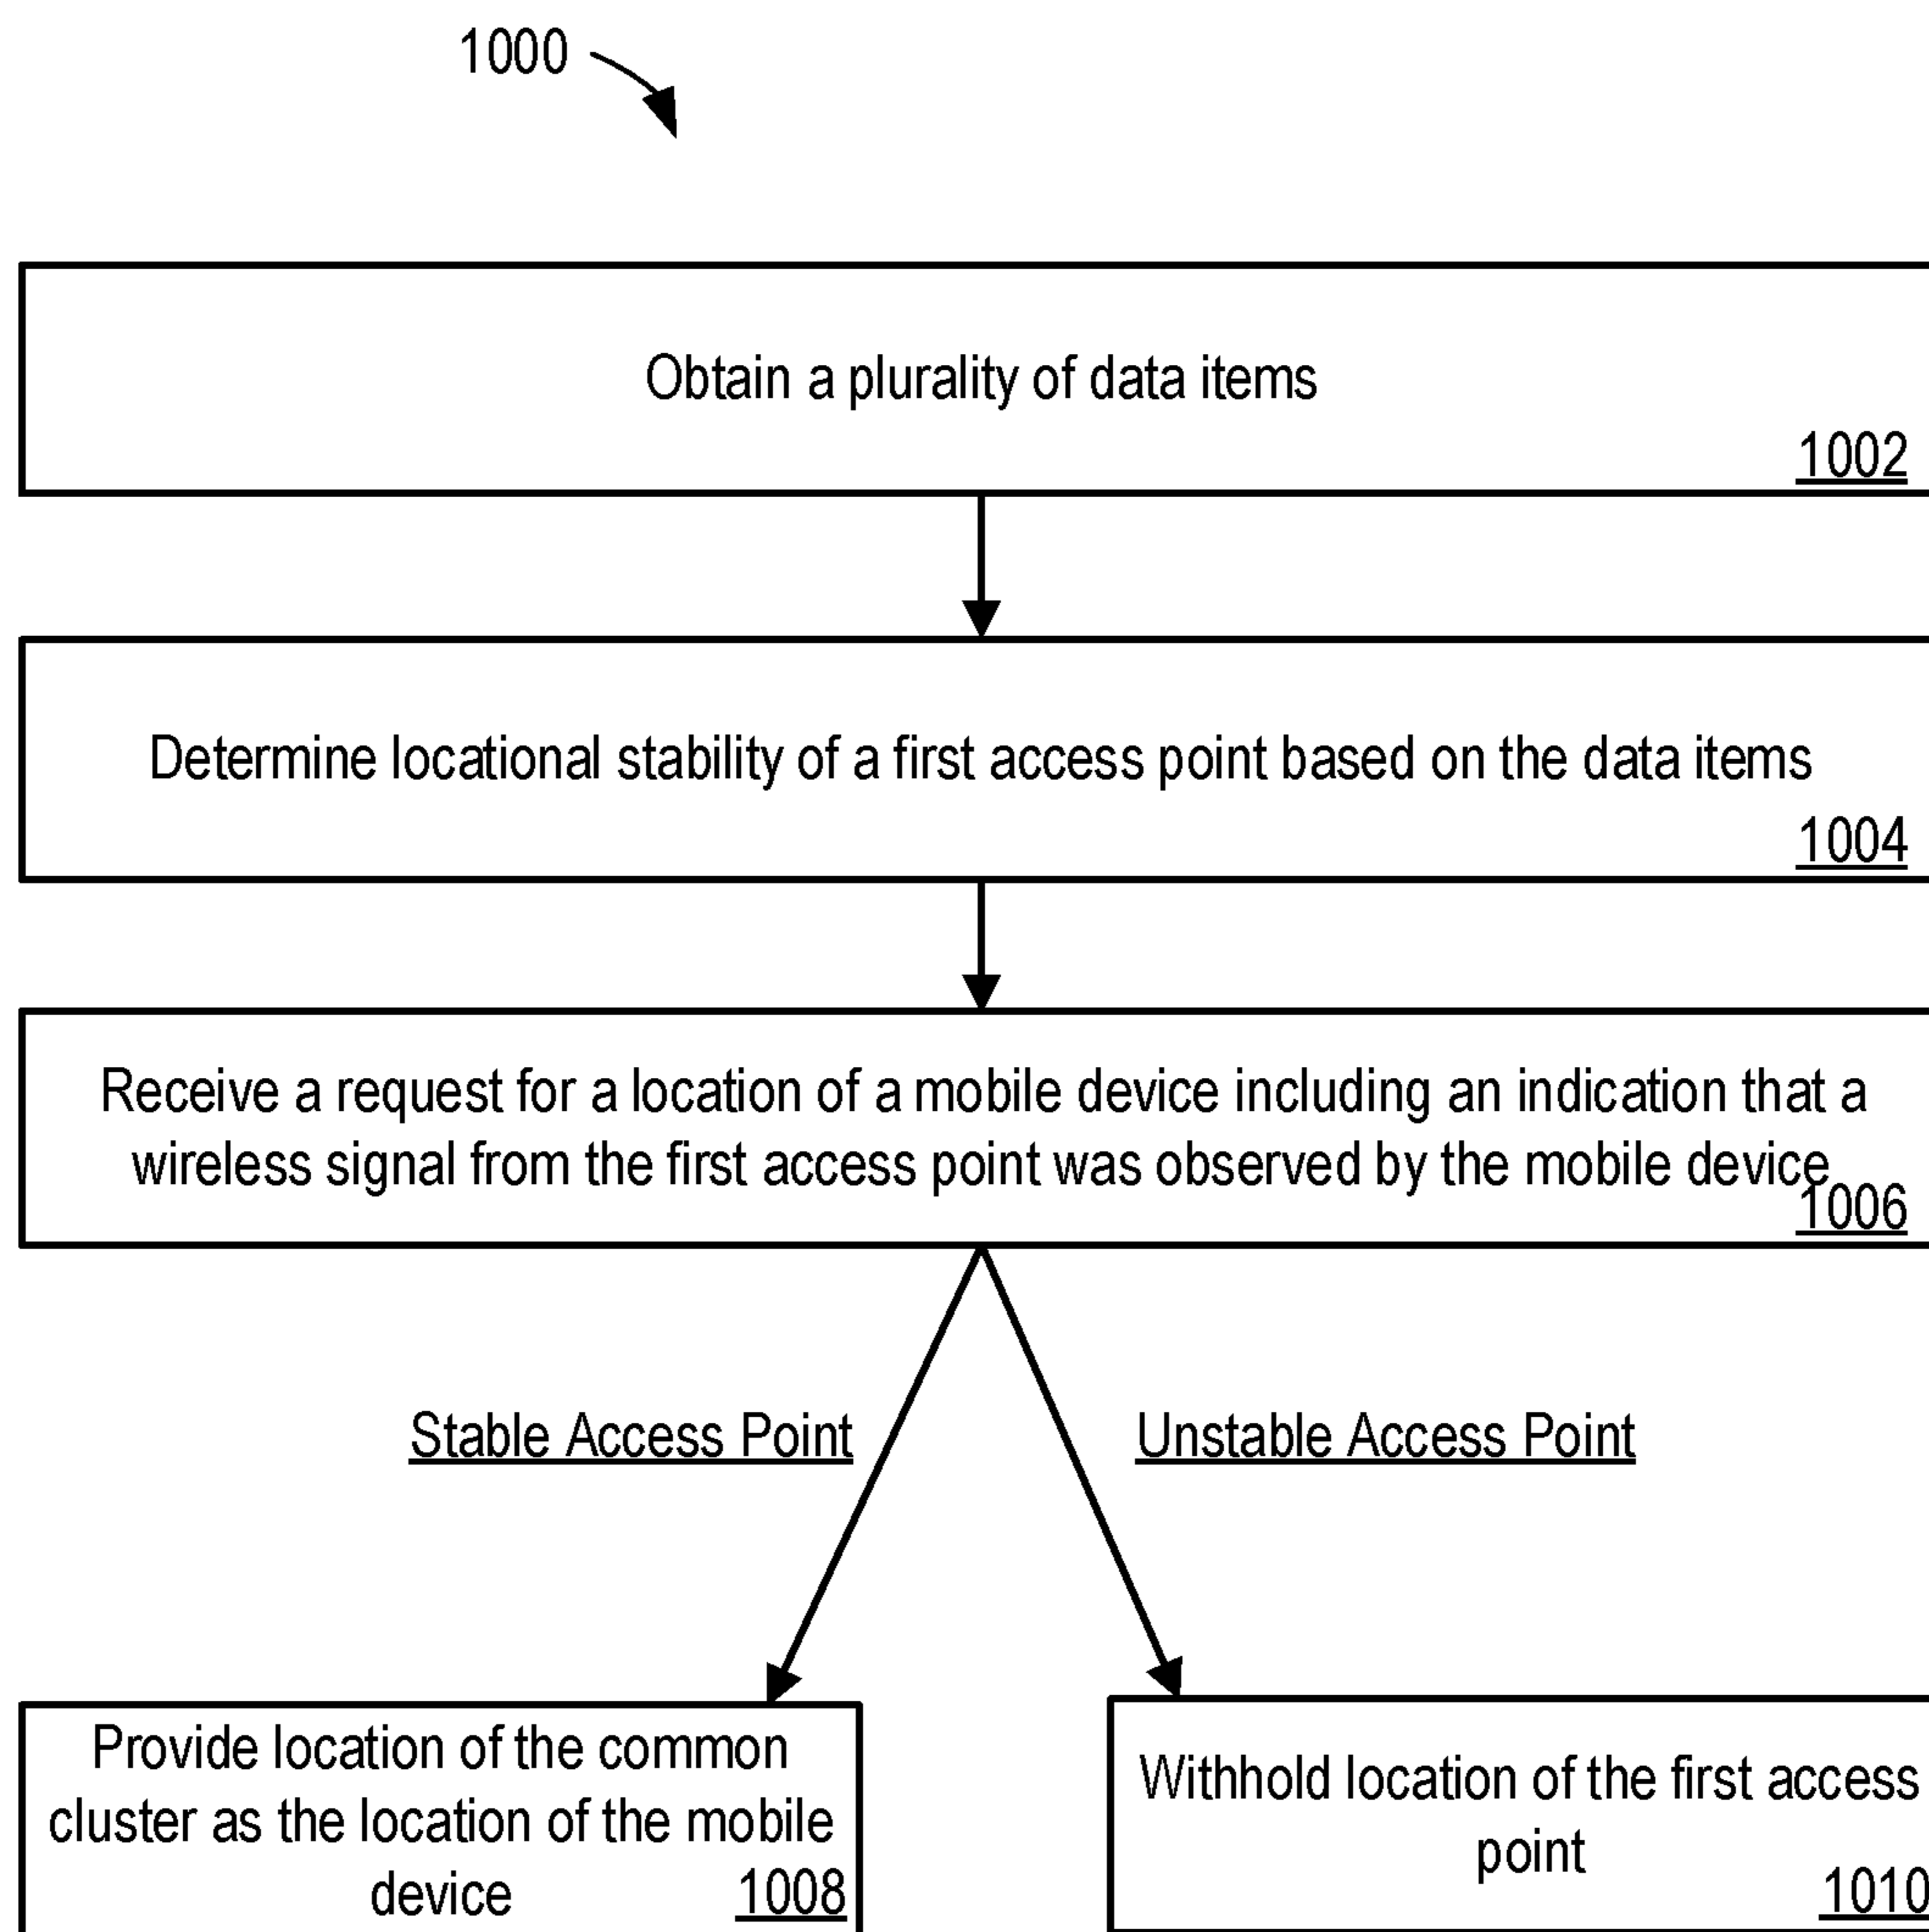 1000
Obtain a plurality of data items
1002
Determine locational stability of a first access point based on the data items
1004
Receive a request for a location of a mobile device including an indication that a
wireless signal from the first access point was observed by the mobile device
1006
Stable Access Point
Unstable Access Point
Provide location of the common
cluster as the location of the mobile
device
1008
Withhold location of the first access
point
1010